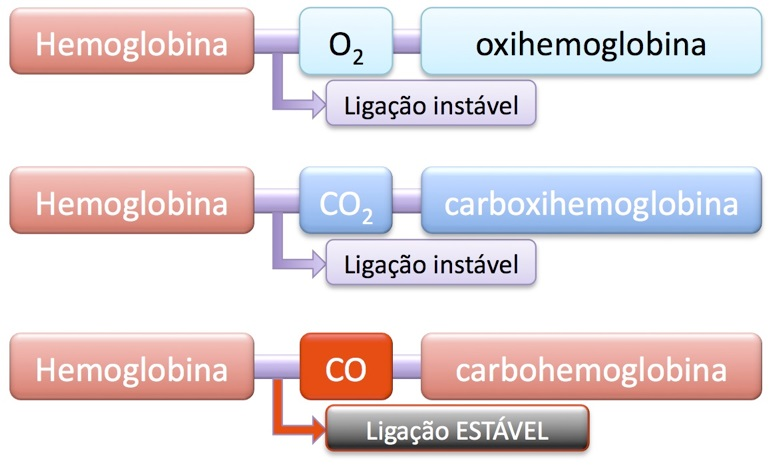 Hemoglobina O₂ oxihemoglobina
Ligação instável
Hemoglobina CO₂ carboxihemoglobina
Ligação instável
Hemoglobina CO carbohemoglobina
Ligação ESTÁVEL